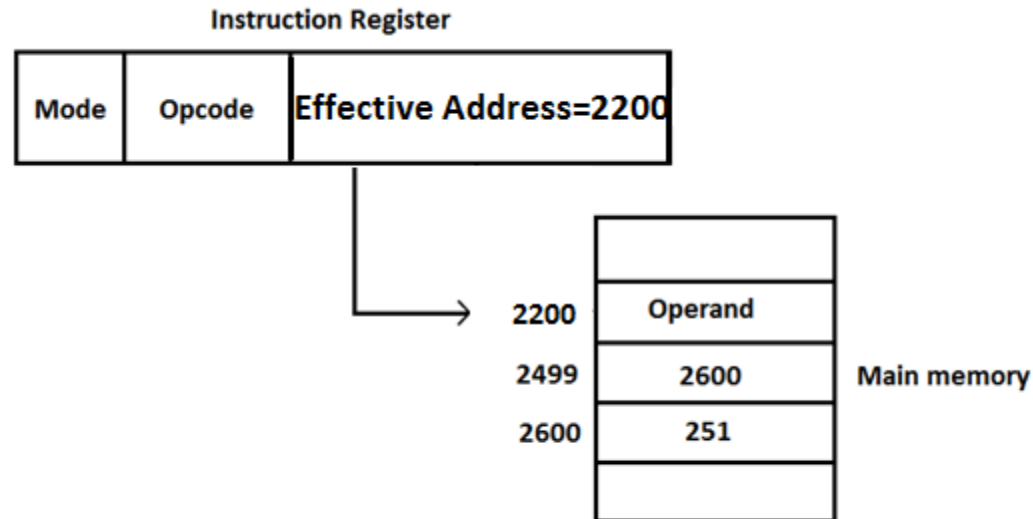 Instruction Register
Mode Opcode Effective Address=2200
2200 Operand
2499 2600 Main memory
2600 251